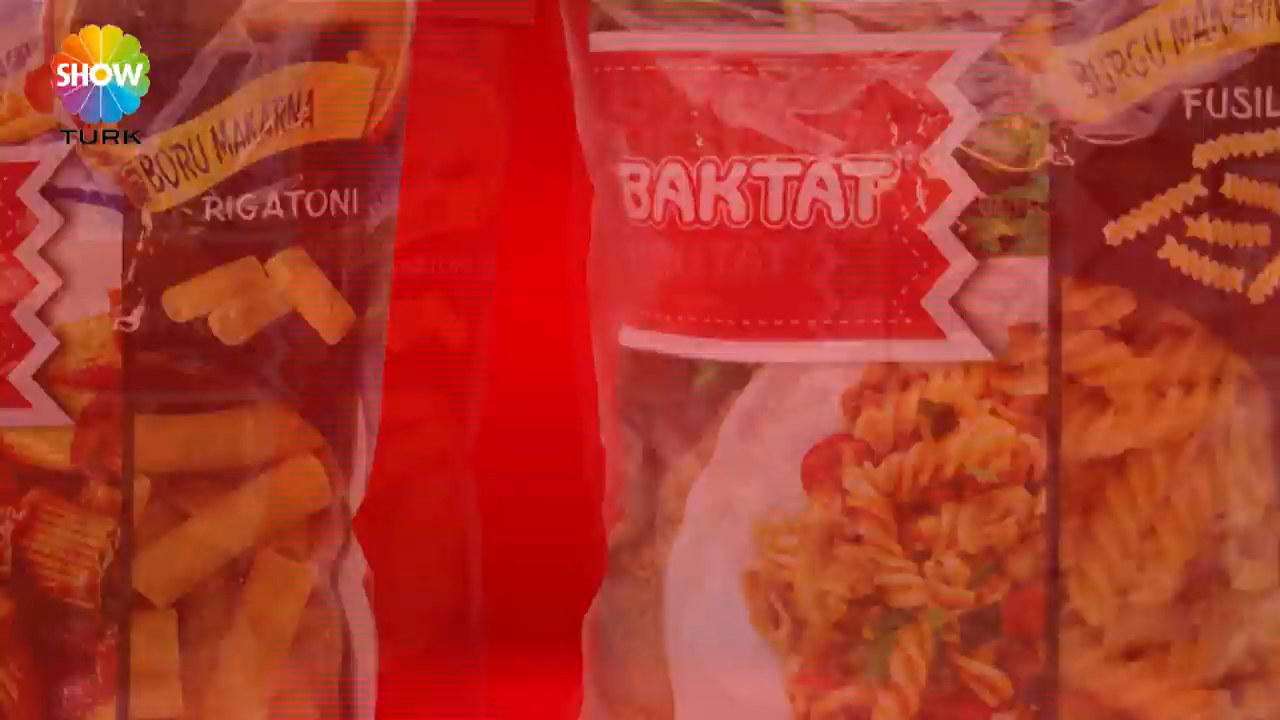 SHOW
TURK
BORU MAKARNA
RIGATONI
BAKTAT
BURGU MAKARNA
FUSIL